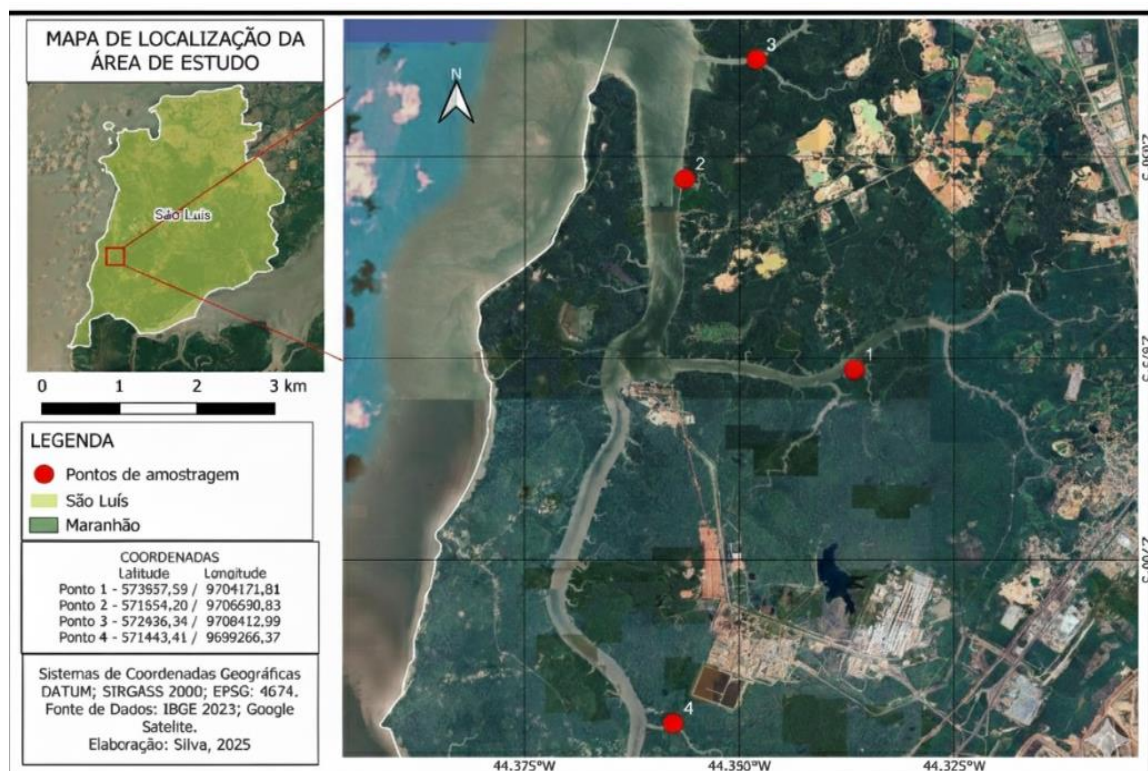 MAPA DE LOCALIZAÇÃO DA
ÁREA DE ESTUDO
São Luís
0 1 2 3 km
LEGENDA
Pontos de amostragem
São Luís
Maranhão
COORDENADAS
Latitude Longitude
Ponto 1 - 573557,59 / 9704171,81
Ponto 2 - 571554,20 / 9706690,83
Ponto 3 - 572436,34 / 9708412,99
Ponto 4 - 571443,41 / 9699266,37
Sistemas de Coordenadas Geográficas
DATUM; SIRGASS 2000; EPSG: 4674.
Fonte de Dados: IBGE 2023; Google
Satelite.
Elaboração: Silva, 2025
N
3
2
1
4
44.375°W 44.350°W 44.325°W